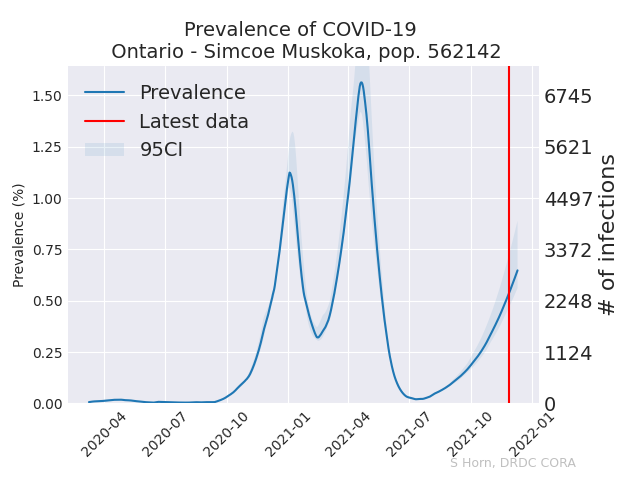 Prevalence of COVID-19
Ontario - Simcoe Muskoka, pop. 562142
Prevalence
Latest data
95CI
Prevalence (%)
1.50
1.25
1.00
0.75
0.50
0.25
0.00
6745
5621
4497
3372
2248
1124
0
# of infections
2020-04
2020-07
2020-10
2021-01
2021-04
2021-07
2021-10
2022-01
S Horn, DRDC CORA